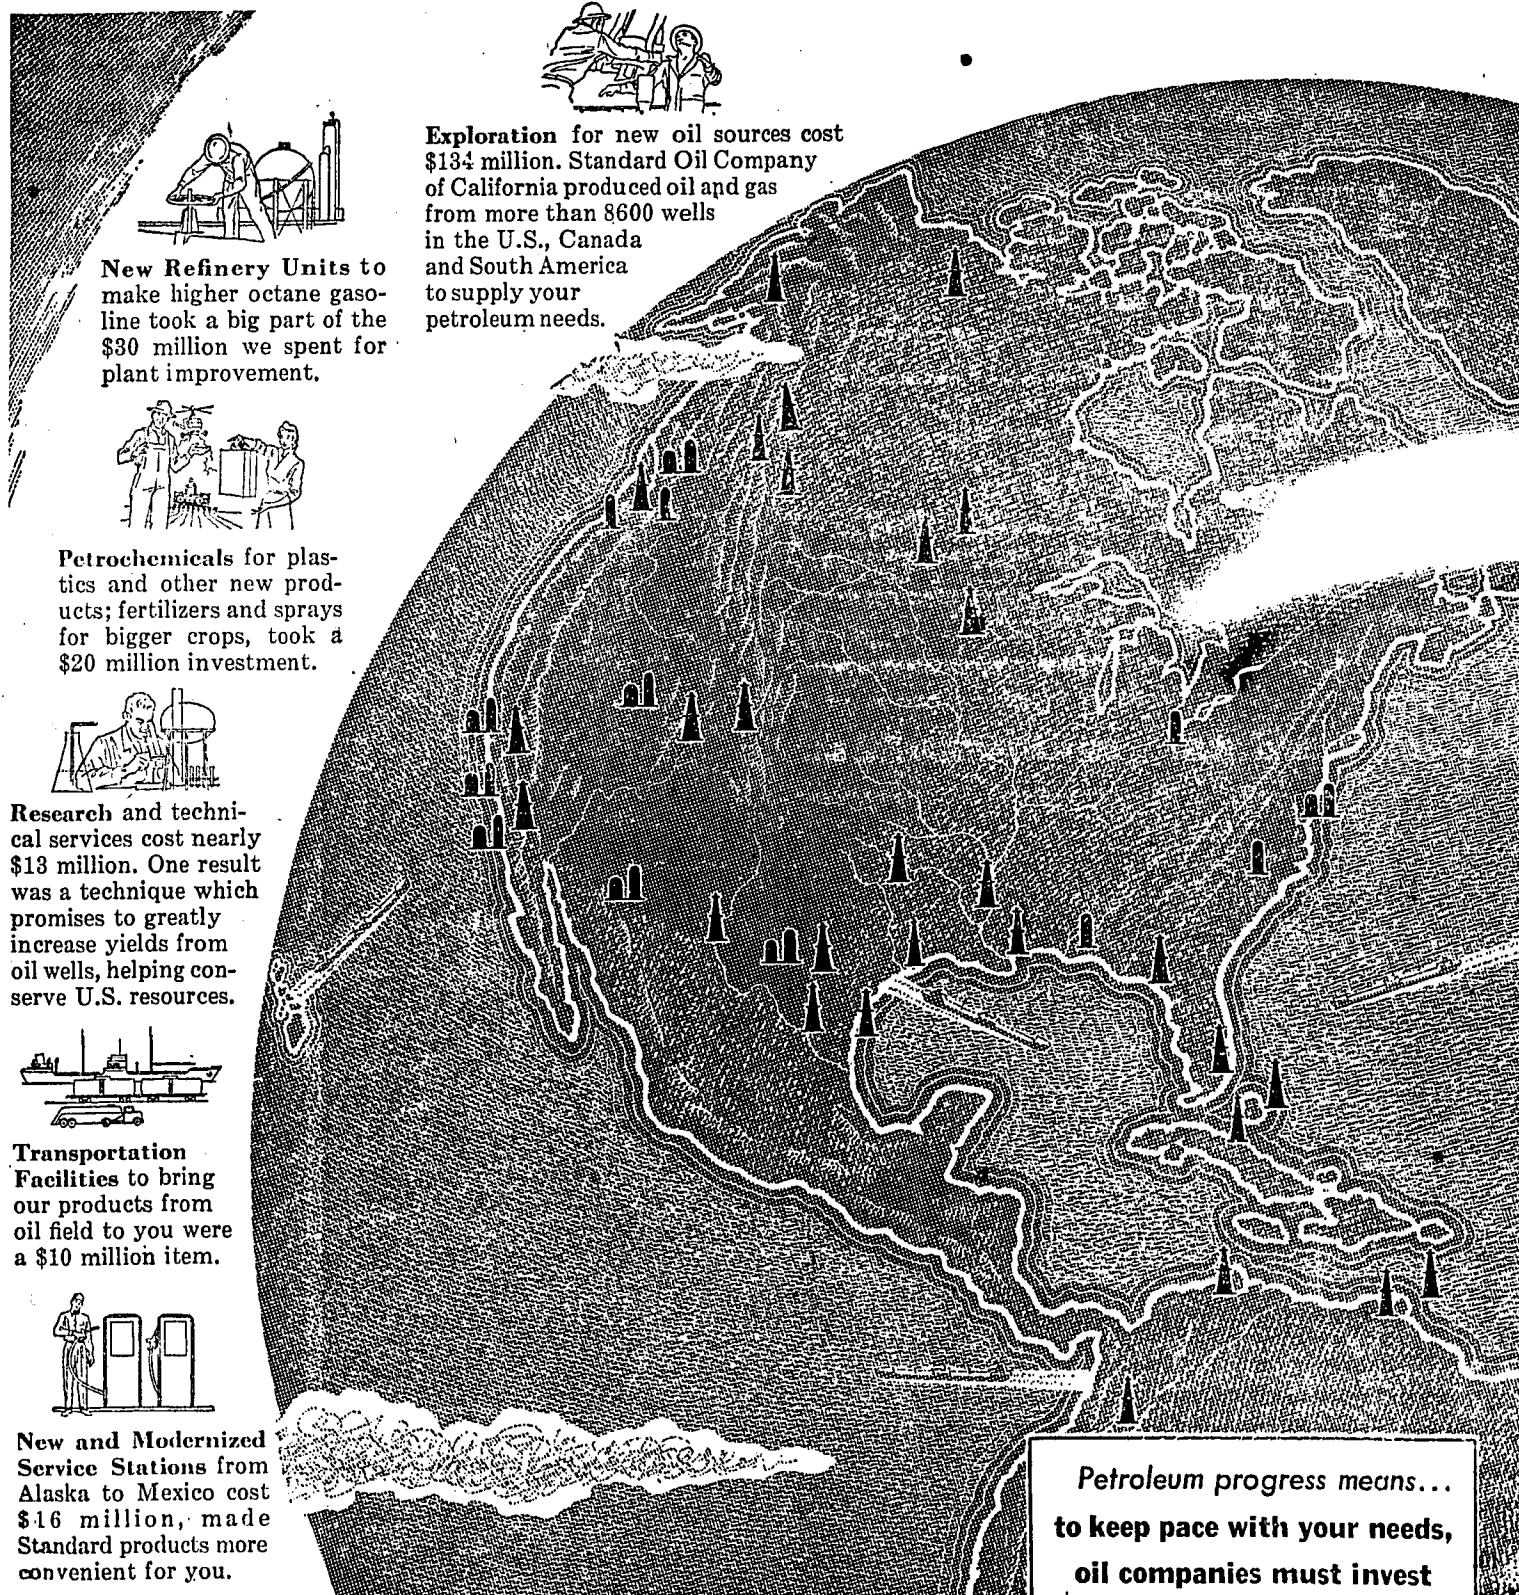 Exploration for new oil sources cost
$134 million. Standard Oil Company
of California produced oil and gas
from more than 8600 wells
in the U.S., Canada
and South America
to supply your
petroleum needs.
New Refinery Units to
make higher octane gaso-
line took a big part of the
$30 million we spent for
plant improvement.
Petrochemicals for plas-
tics and other new prod-
ucts; fertilizers and sprays
for bigger crops, took a
$20 million investment.
Research and techni-
cal services cost nearly
$13 million. One result
was a technique which
promises to greatly
increase yields from
oil wells, helping con-
serve U.S. resources.
Transportation
Facilities to bring
our products from
oil field to you were
a $10 million item.
New and Modernized
Service Stations from
Alaska to Mexico cost
$16 million, made
Standard products more
convenient for you.
Petroleum progress means...
to keep pace with your needs,
oil companies must invest